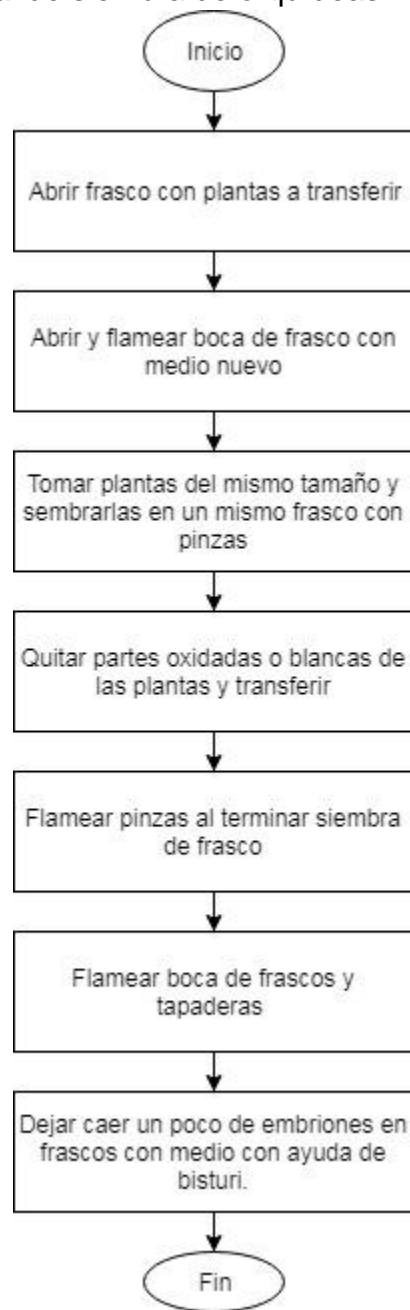 Inicio
Abrir frasco con plantas a transferir
Abrir y flamear boca de frasco con
medio nuevo
Tomar plantas del mismo tamaño y
sembrarlas en un mismo frasco con
pinzas
Quitar partes oxidadas o blancas de
las plantas y transferir
Flamear pinzas al terminar siembra
de frasco
Flamear boca de frascos y
tapaderas
Dejar caer un poco de embriones en
frascos con medio con ayuda de
bisturi.
Fin